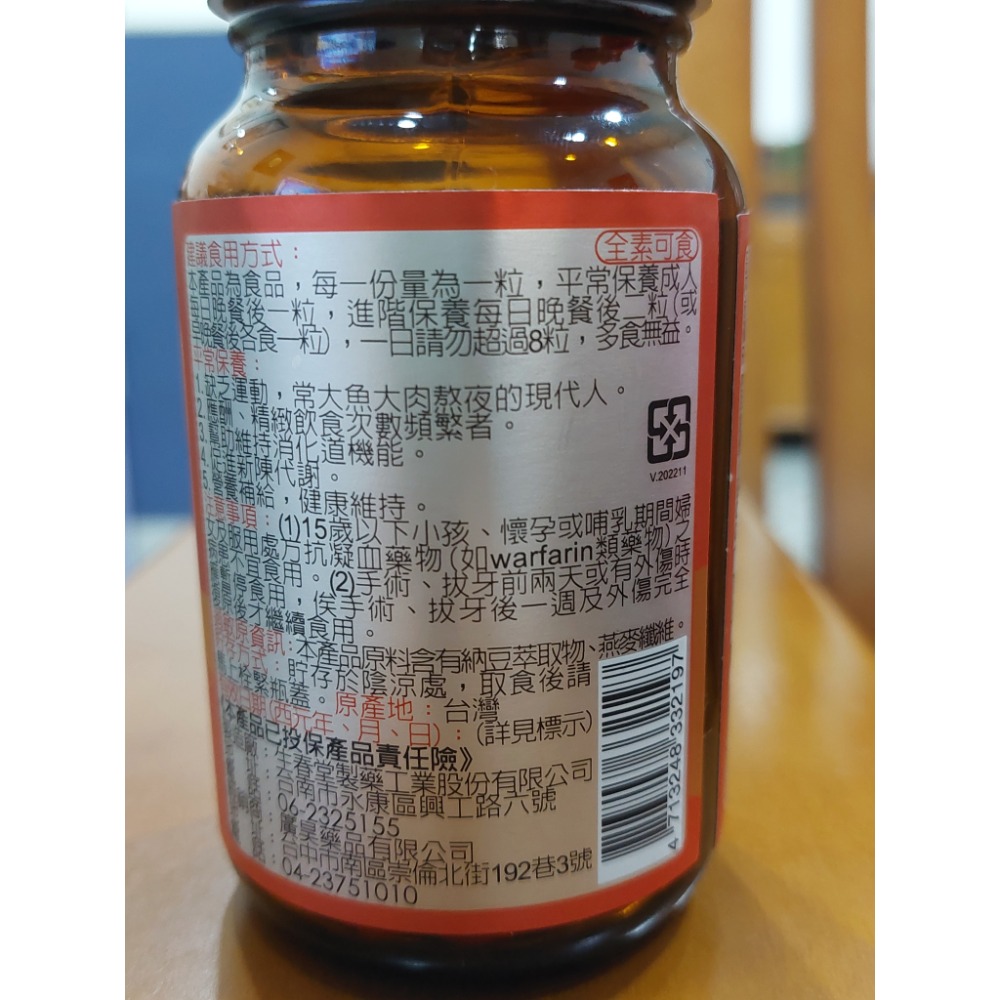 建議食用方式：
全素可食
本產品為食品，每一份量為一粒，平常保養成人
每日晚餐後一粒，進階保養每日晚餐後二粒(或
早晚餐後各食一粒)，一日請勿超過8粒，多食無益。
平常保養：
1.缺乏運動，常大魚大肉熬夜的現代人。
2.應酬、精緻飲食次數頻繁者。
3.幫助維持消化道機能。
4.促進新陳代謝。
5.營養補給，健康維持。
注意事項：(1)15歲以下小孩、懷孕或哺乳期間婦
女及服用處方抗凝血藥物(如warfarin類藥物)之
病患不宜食用。(2)手術、拔牙前兩天或有外傷時
應暫停食用，俟手術、拔牙後一週及外傷完全
後才繼續食用。
過敏原資訊：本產品原料含有納豆萃取物、燕麥纖維。
保存方式：貯存於陰涼處，取食後請
栓緊瓶蓋。原產地：台灣
有效日期(西元年、月、日)：(詳見標示)
《本產品已投保產品責任險》
生春堂製藥工業股份有限公司
台南市永康區興工路六號
06-2325155
廣昊藥品有限公司
台中市南區崇倫北街192巷3號
04-23751010
V.202211
4713248332197